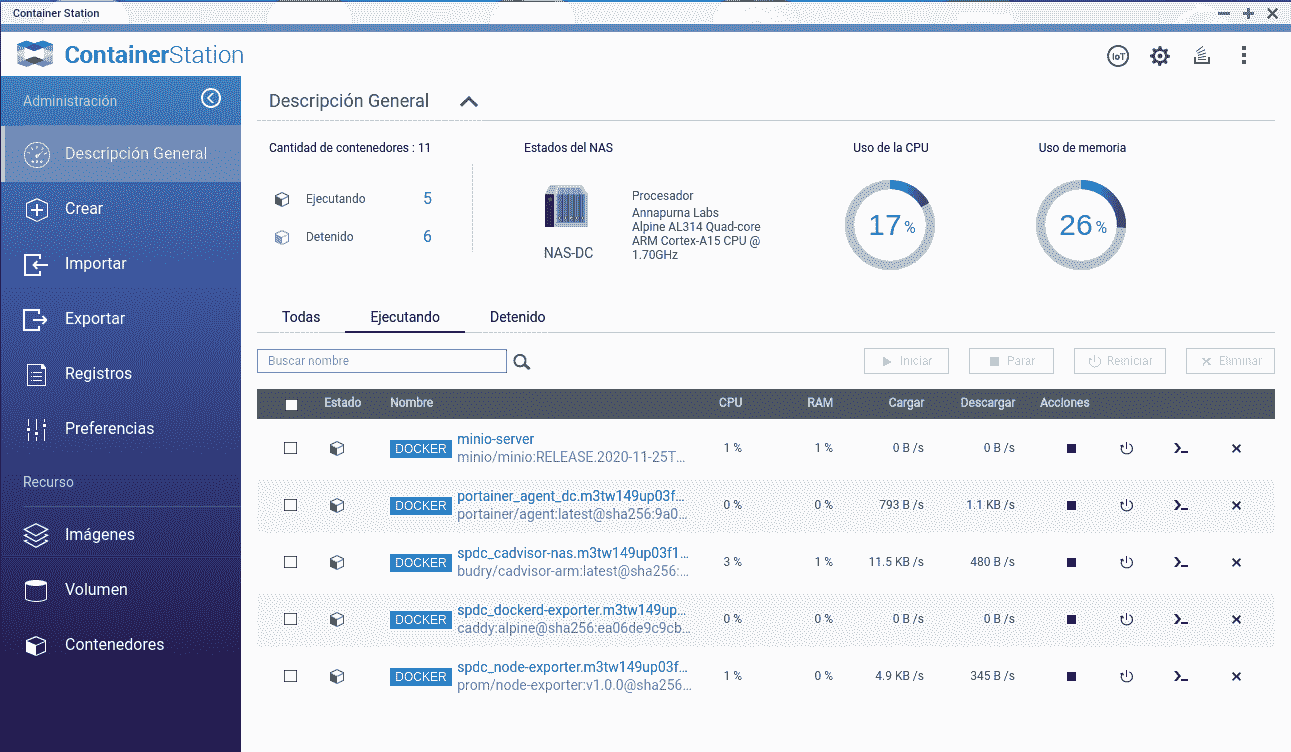 Container Station
ContainerStation
IoT
Administración
Descripción General
Crear
Importar
Exportar
Registros
Preferencias
Recurso
Imágenes
Volumen
Contenedores
Descripción General
Cantidad de contenedores : 11
Ejecutando 5
Detenido 6
Estados del NAS
NAS-DC
Procesador
Annapurna Labs
Alpine AL314 Quad-core
ARM Cortex-A15 CPU @
1.70GHz
Uso de la CPU
17 %
Uso de memoria
26 %
Todas Ejecutando Detenido
Buscar nombre
Iniciar Parar Reiniciar Eliminar
Estado Nombre CPU RAM Cargar Descargar Acciones
DOCKER minio-server 1 % 1 % 0 B /s 0 B /s
minio/minio:RELEASE.2020-11-25T...
DOCKER portainer_agent_dc.m3tw149up03f... 0 % 0 % 793 B /s 1.1 KB /s
portainer/agent:latest@sha256:9a0...
DOCKER spdc_cadvisor-nas.m3tw149up03f1... 3 % 1 % 11.5 KB /s 480 B /s
budry/cadvisor-arm:latest@sha256:...
DOCKER spdc_dockerd-exporter.m3tw149up... 0 % 0 % 0 B /s 0 B /s
caddy:alpine@sha256:ea06de9c9cb...
DOCKER spdc_node-exporter.m3tw149up03f... 1 % 0 % 4.9 KB /s 345 B /s
prom/node-exporter:v1.0.0@sha256...